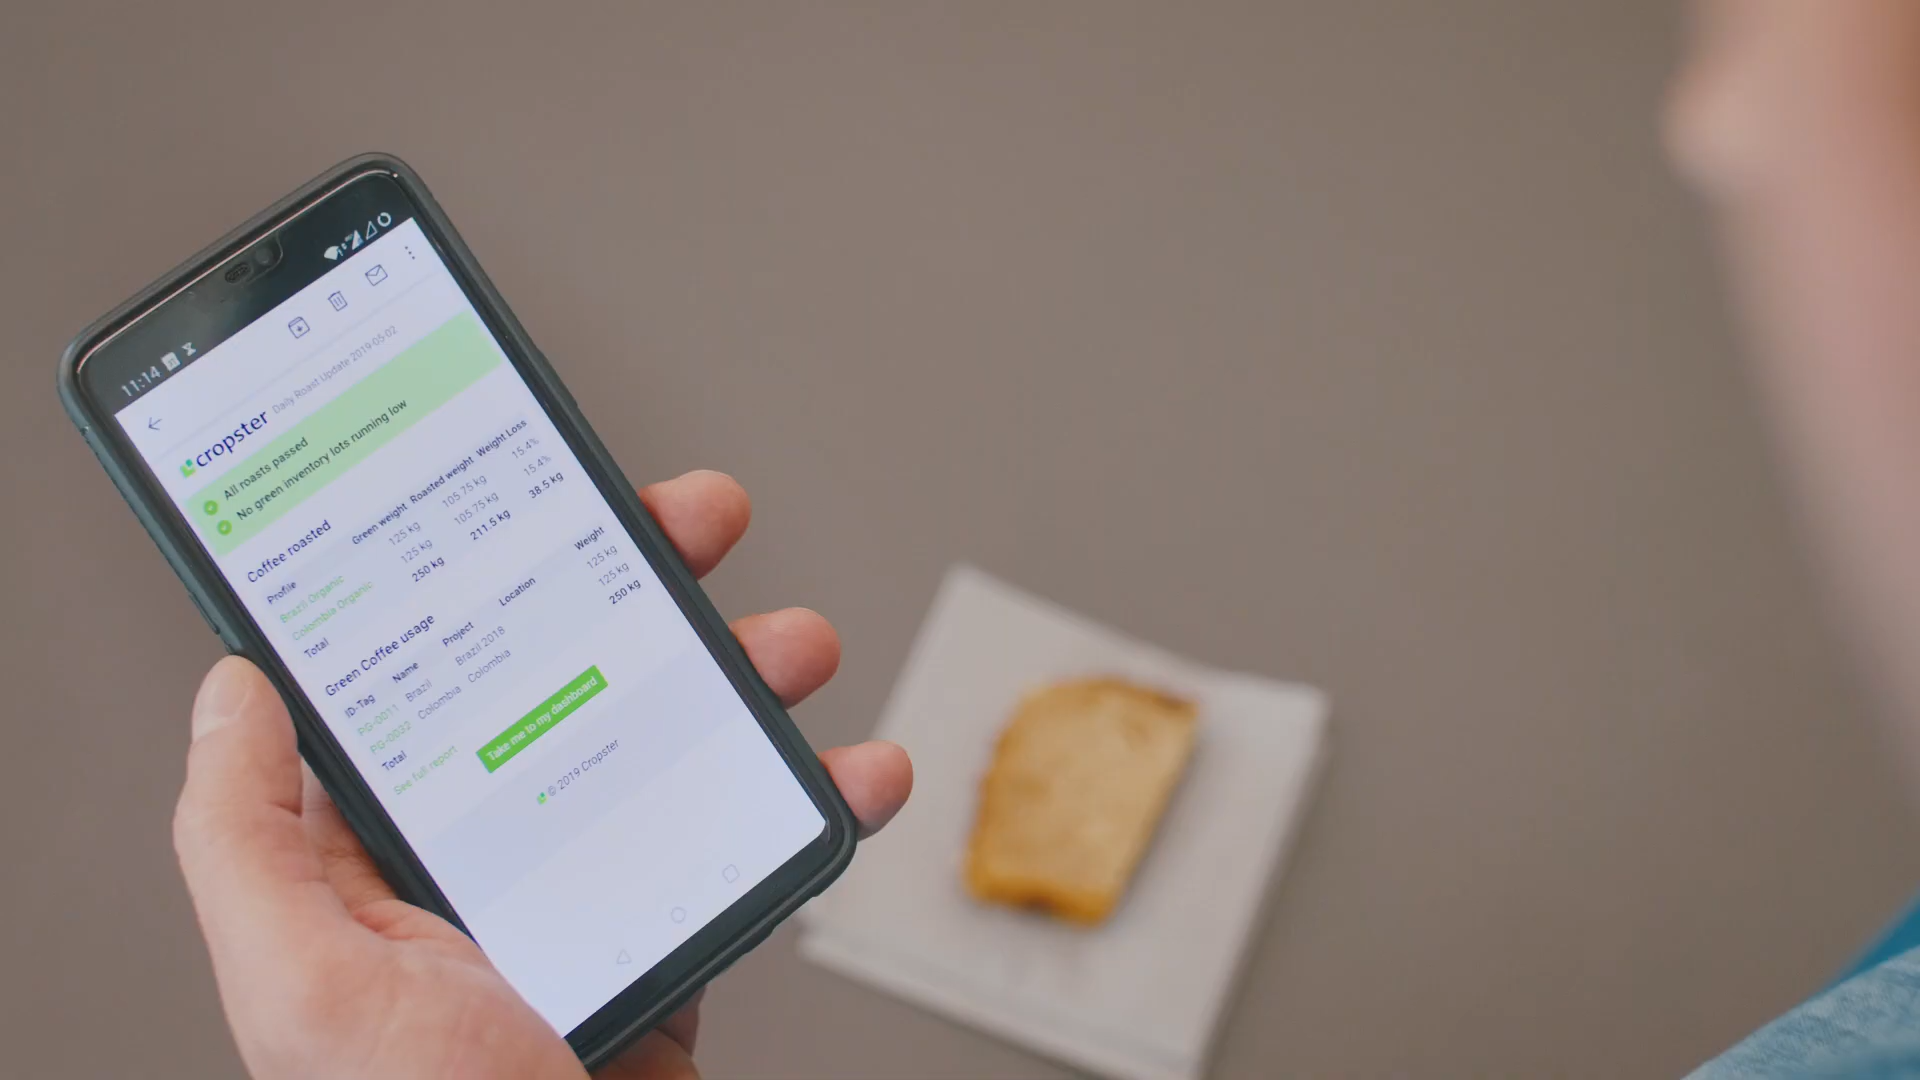 11:14
cropster Daily Roast Update 2019-05-02
All roasts passed
No green inventory lots running low
Coffee roasted
Profile Green weight Roasted weight Weight Loss
Brazil Organic 125 kg 105.75 kg 15.4%
Colombia Organic 125 kg 105.75 kg 15.4%
Total 250 kg 211.5 kg 38.5 kg
Green Coffee usage
ID-Tag Name Project Location Weight
PG-0011 Brazil Brazil 2018 125 kg
PG-0032 Colombia Colombia 125 kg
Total 250 kg
See full report
Take me to my dashboard
© 2019 Cropster